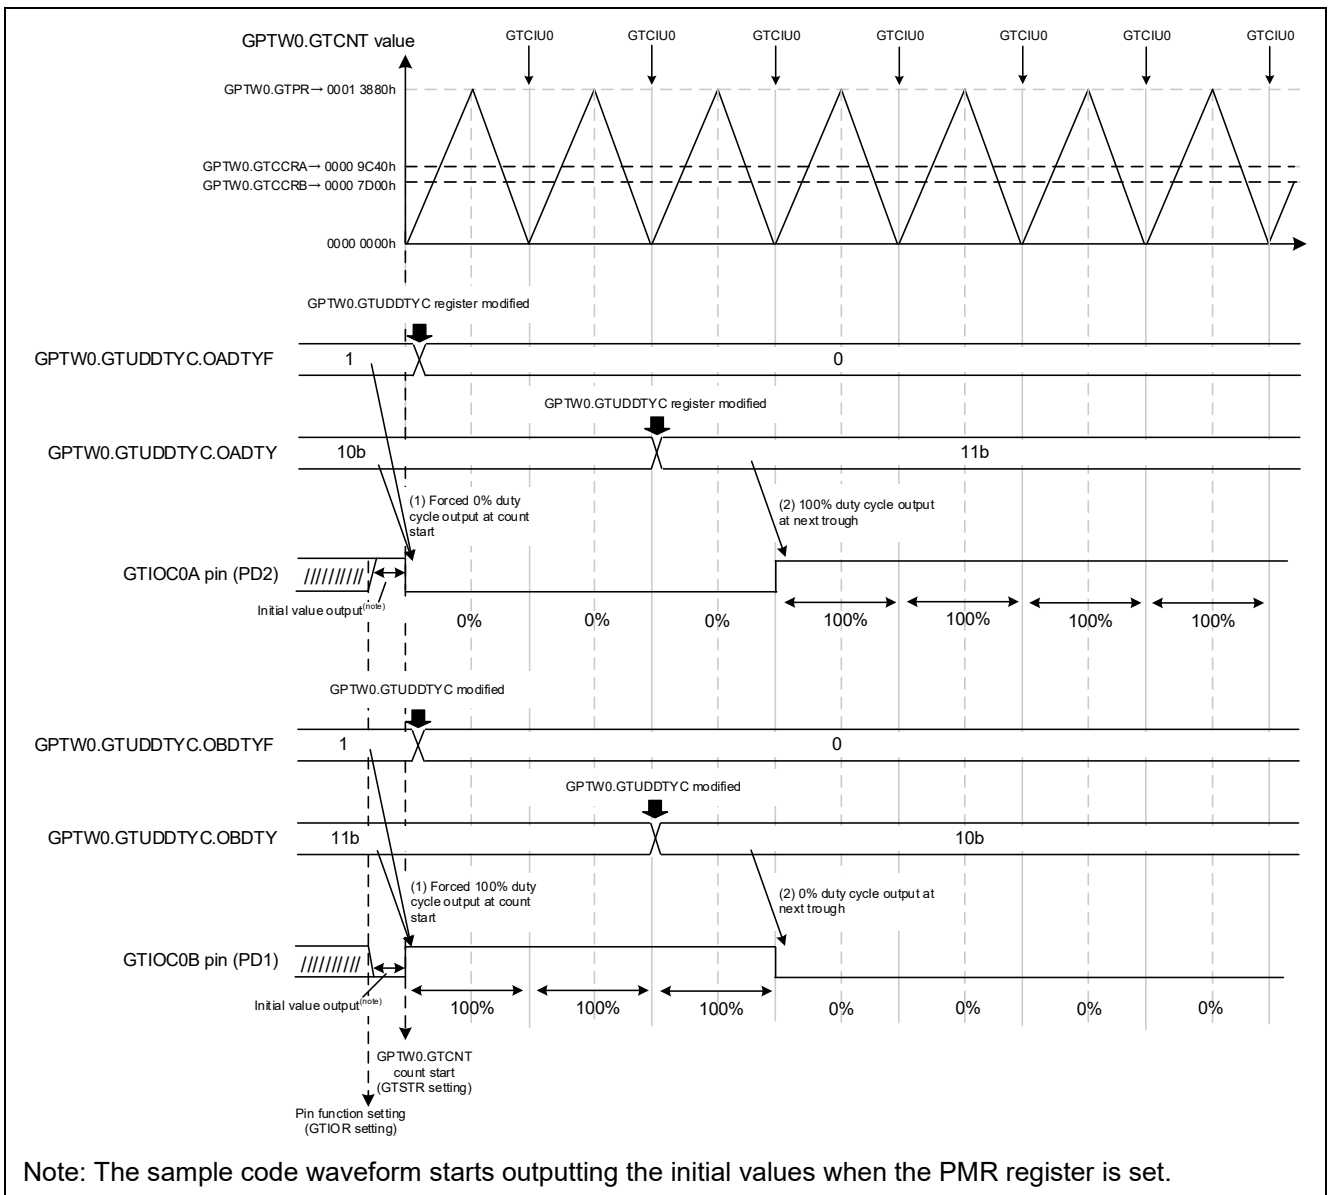 GPTW0.GTCNT value
GTCIU0 GTCIU0 GTCIU0 GTCIU0 GTCIU0 GTCIU0 GTCIU0
GPTW0.GTPR→ 0001 3880h
GPTW0.GTCCRA→ 0000 9C40h
GPTW0.GTCCRB→ 0000 7D00h
0000 0000h
GPTW0.GTUDDTYC register modified
GPTW0.GTUDDTYC.OADTYF
1
0
GPTW0.GTUDDTYC register modified
GPTW0.GTUDDTYC.OADTY
10b
11b
(1) Forced 0% duty
cycle output at count
start
(2) 100% duty cycle output
at next trough
GTIOC0A pin (PD2)
Initial value output(note)
0% 0% 0% 100% 100% 100% 100%
GPTW0.GTUDDTYC modified
GPTW0.GTUDDTYC.OBDTYF
1
0
GPTW0.GTUDDTYC modified
GPTW0.GTUDDTYC.OBDTY
11b
10b
(1) Forced 100% duty
cycle output at count
start
(2) 0% duty cycle output at
next trough
GTIOC0B pin (PD1)
Initial value output(note)
100% 100% 100% 0% 0% 0% 0%
GPTW0.GTCNT
count start
(GTSTR setting)
Pin function setting
(GTIOR setting)
Note: The sample code waveform starts outputting the initial values when the PMR register is set.